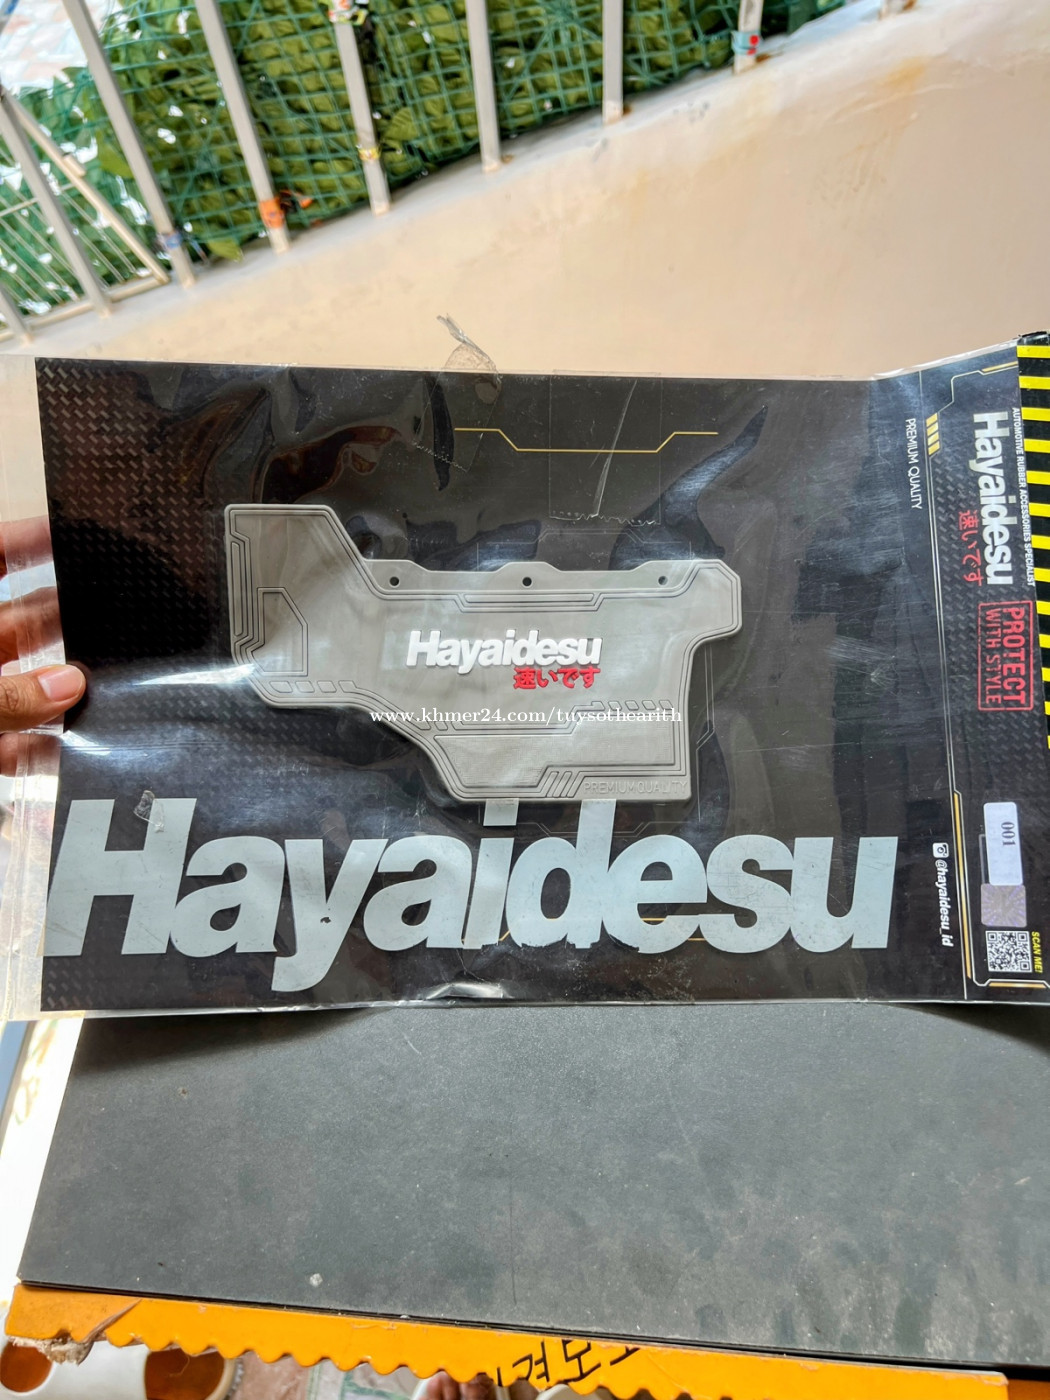 Hayaidesu
速いです
PREMIUM QUALITY
www.khmer24.com/tuysothearith
Hayaidesu
PREMIUM QUALITY
AUTOMOTIVE RUBBER ACCESSORIES SPECIALIST
Hayaidesu
速いです
PROTECT
WITH STYLE
001
@hayaidesu_id
SCAN ME!